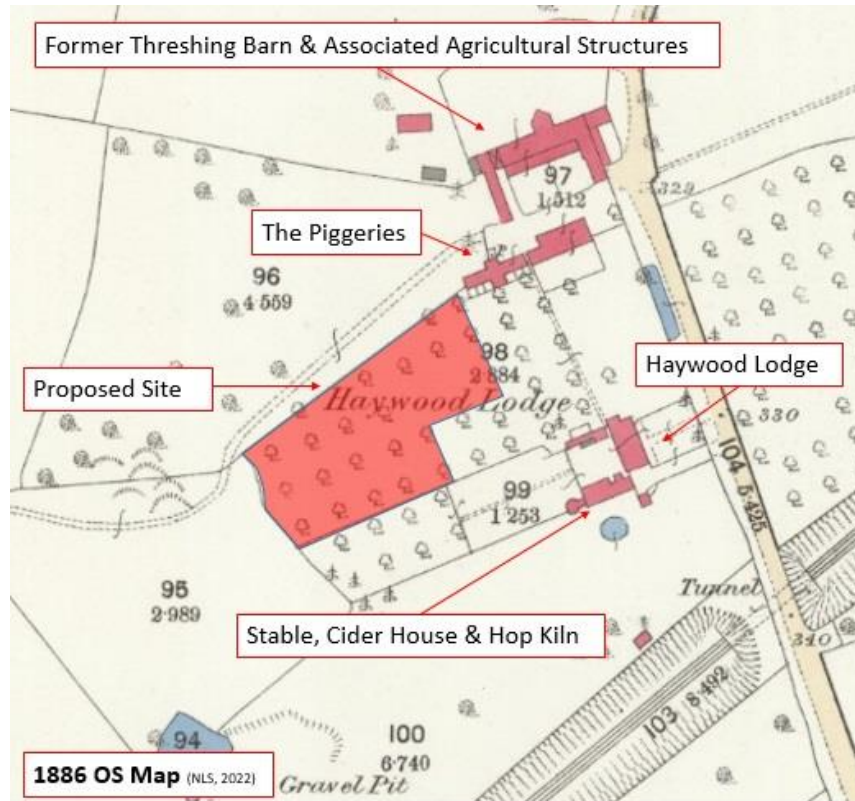 Former Threshing Barn & Associated Agricultural Structures
97
1.512
329
The Piggeries
96
4.559
98
2.884
Haywood Lodge
Proposed Site
Haywood Lodge
330
104
5.425
99
1.253
95
2.989
Tunnel
Stable, Cider House & Hop Kiln
340
103
8.492
94
100
6.740
1886 OS Map (NLS, 2022)
Gravel Pit